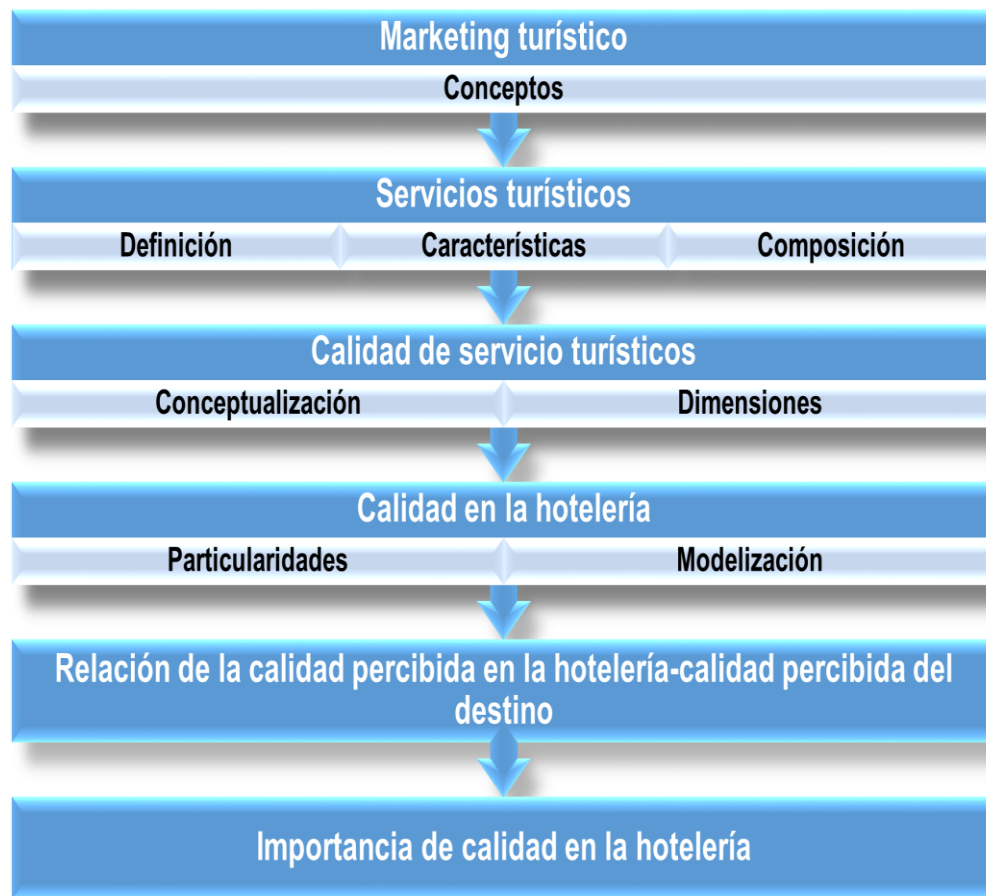 Marketing turístico
Conceptos
Servicios turísticos
Definición Característícas Composición
Calidad de servicio turísticos
Conceptualización Dimensiones
Calidad en la hotelería
Particularidades Modelización
Relación de la calidad percibida en la hotelería-calidad percibida del
destino
Importancia de calidad en la hotelería